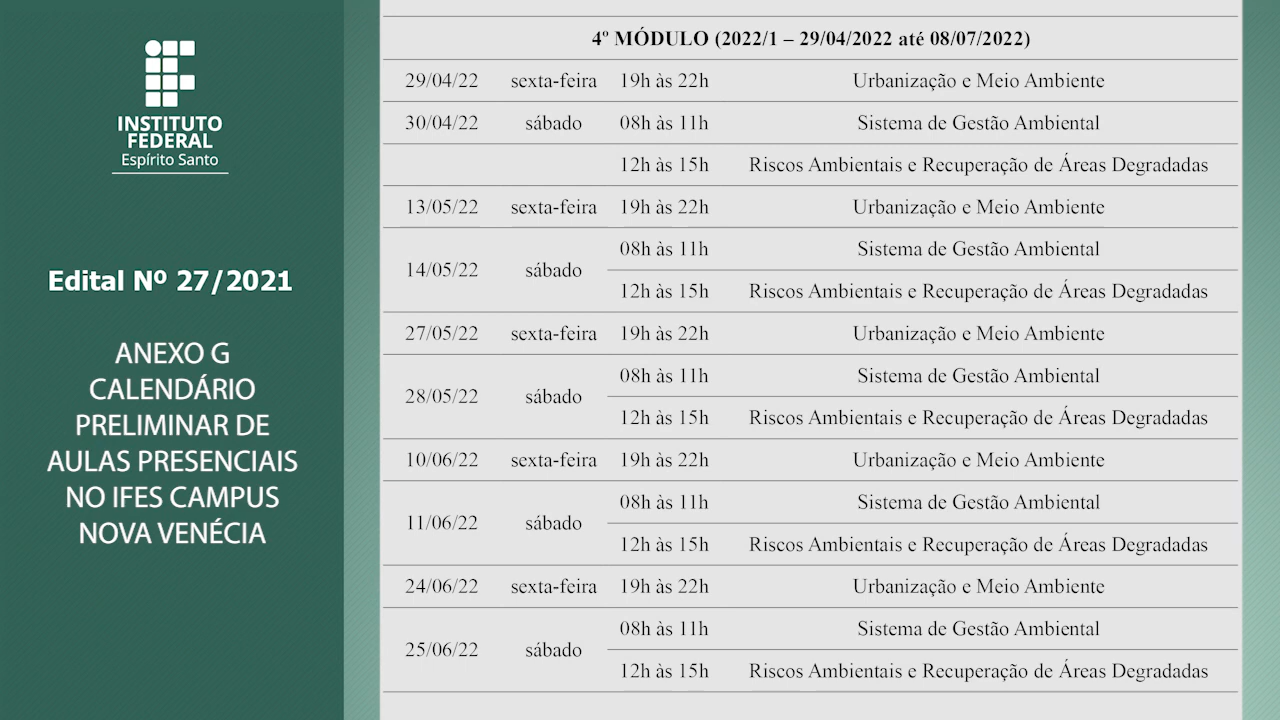 INSTITUTO
FEDERAL
Espírito Santo
Edital Nº 27/2021
ANEXO G
CALENDÁRIO
PRELIMINAR DE
AULAS PRESENCIAIS
NO IFES CAMPUS
NOVA VENÉCIA
4º MÓDULO (2022/1 – 29/04/2022 até 08/07/2022)
29/04/22 sexta-feira 19h às 22h Urbanização e Meio Ambiente
30/04/22 sábado 08h às 11h Sistema de Gestão Ambiental
12h às 15h Riscos Ambientais e Recuperação de Áreas Degradadas
13/05/22 sexta-feira 19h às 22h Urbanização e Meio Ambiente
14/05/22 sábado 08h às 11h Sistema de Gestão Ambiental
12h às 15h Riscos Ambientais e Recuperação de Áreas Degradadas
27/05/22 sexta-feira 19h às 22h Urbanização e Meio Ambiente
28/05/22 sábado 08h às 11h Sistema de Gestão Ambiental
12h às 15h Riscos Ambientais e Recuperação de Áreas Degradadas
10/06/22 sexta-feira 19h às 22h Urbanização e Meio Ambiente
11/06/22 sábado 08h às 11h Sistema de Gestão Ambiental
12h às 15h Riscos Ambientais e Recuperação de Áreas Degradadas
24/06/22 sexta-feira 19h às 22h Urbanização e Meio Ambiente
25/06/22 sábado 08h às 11h Sistema de Gestão Ambiental
12h às 15h Riscos Ambientais e Recuperação de Áreas Degradadas